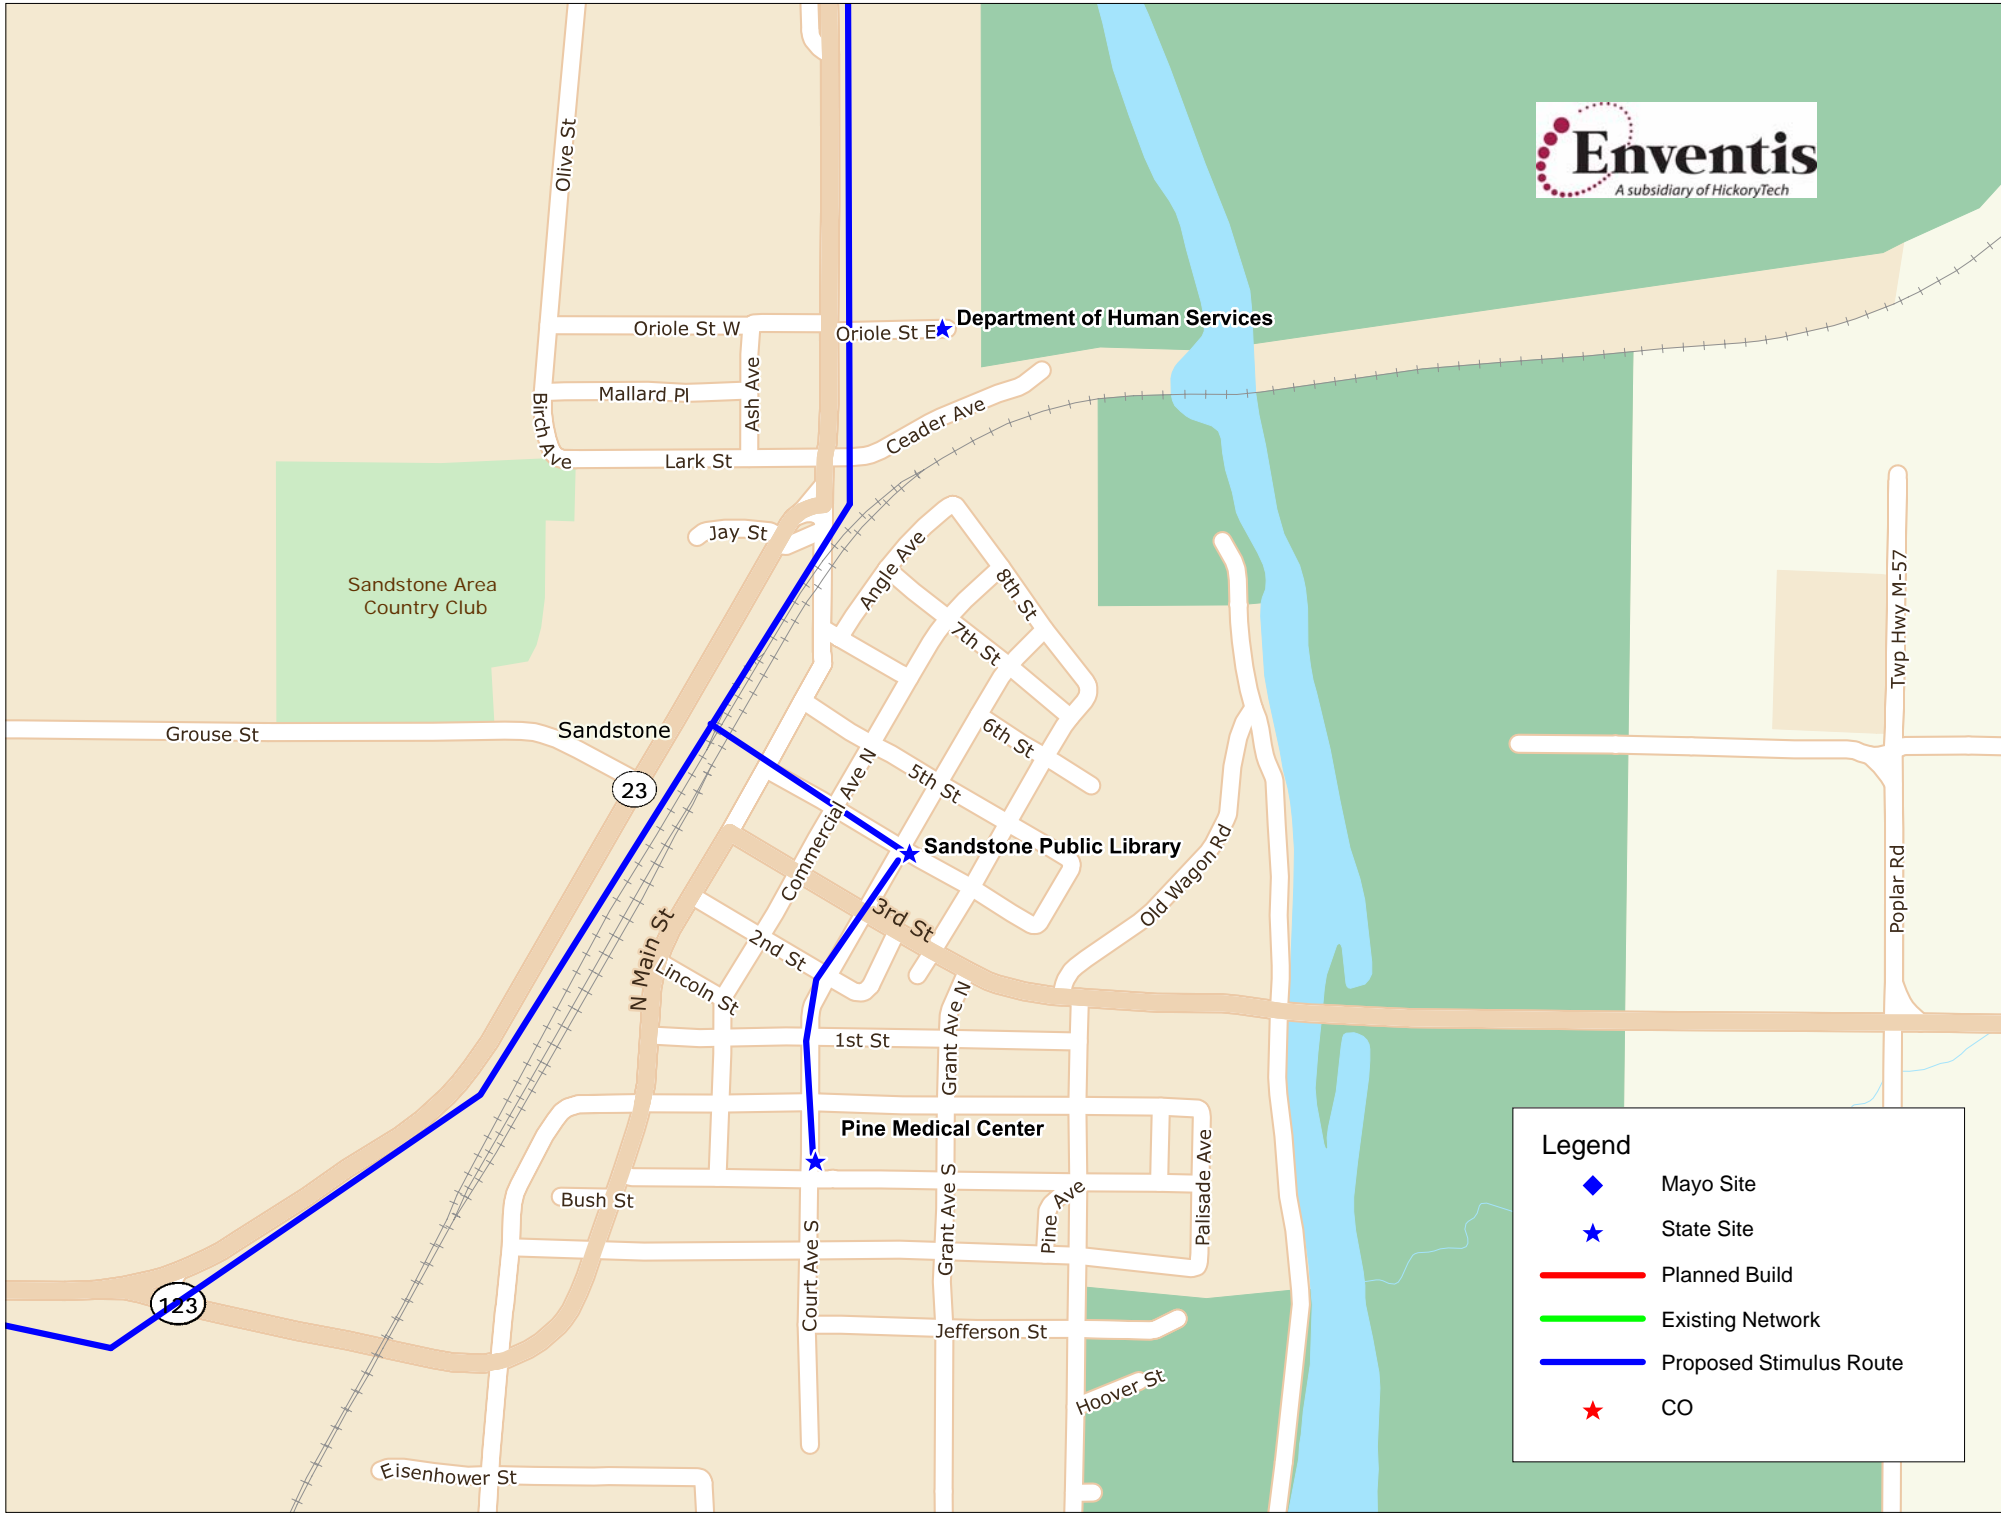 Enventis
A subsidiary of HickoryTech
Olive St
Department of Human Services
Oriole St W
Oriole St E
Mallard Pl
Ash Ave
Birch Ave
Ceader Ave
Lark St
Jay St
Angle Ave
8th St
Sandstone Area
Country Club
7th St
Twp Hwy M-57
Grouse St
Sandstone
6th St
23
5th St
Commercial Ave N
Sandstone Public Library
Old Wagon Rd
Poplar Rd
3rd St
N Main St
2nd St
Lincoln St
Grant Ave N
1st St
Pine Medical Center
Bush St
Grant Ave S
Pine Ave
Palisade Ave
Court Ave S
123
Jefferson St
Hoover St
Eisenhower St
Legend
Mayo Site
State Site
Planned Build
Existing Network
Proposed Stimulus Route
CO